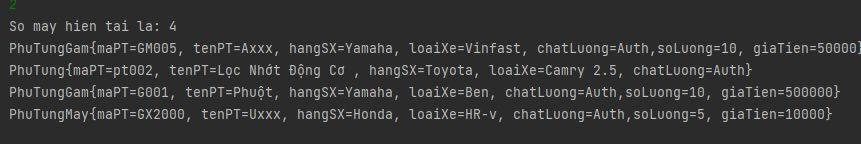 2
So may hien tai la: 4
PhuTungGam{maPT=GM005, tenPT=Axxx, hangSX=Yamaha, loaiXe=Vinfast, chatLuong=Auth,soLuong=10, giaTien=50000}
PhuTung{maPT=pt002, tenPT=Lọc Nhớt Động Cơ , hangSX=Toyota, loaiXe=Camry 2.5, chatLuong=Auth}
PhuTungGam{maPT=G001, tenPT=Phuột, hangSX=Yamaha, loaiXe=Ben, chatLuong=Auth,soLuong=10, giaTien=500000}
PhuTungMay{maPT=GX2000, tenPT=Uxxx, hangSX=Honda, loaiXe=HR-v, chatLuong=Auth,soLuong=5, giaTien=10000}